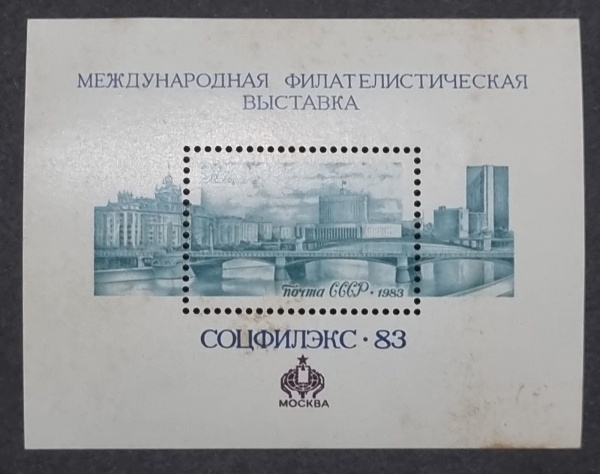 МЕЖДУНАРОДНАЯ ФИЛАТЕЛИСТИЧЕСКАЯ
ВЫСТАВКА
почта СССР • 1983
СОЦФИЛЭКС • 83
МОСКВА